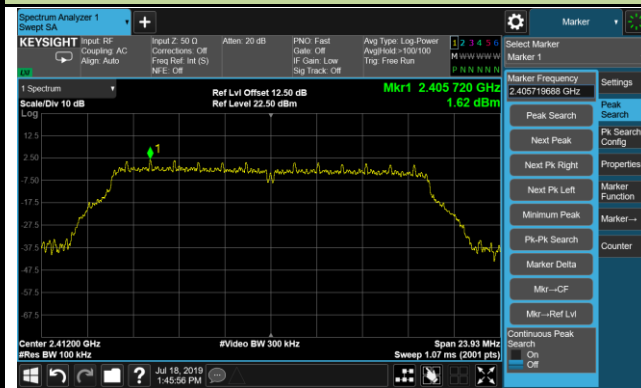 Spectrum Analyzer 1
Swept SA
Marker
KEYSIGHT
Input: RF
Coupling: AC
Align: Auto
Input Z: 50 Ω
Corrections: Off
Freq Ref: Int (S)
NFE: Off
Atten: 20 dB
PNO: Fast
Gate: Off
IF Gain: Low
Sig Track: Off
Avg Type: Log-Power
Avg|Hold:>100/100
Trig: Free Run
1 2 3 4 5 6
M W W W W W
P N N N N N
Select Marker
Marker 1
1 Spectrum
Scale/Div 10 dB
Log
Ref Lvl Offset 12.50 dB
Ref Level 22.50 dBm
Mkr1 2.405 720 GHz
1.62 dBm
12.5
2.50
-7.50
-17.5
-27.5
-37.5
-47.5
-57.5
-67.5
1
Center 2.41200 GHz
#Res BW 100 kHz
#Video BW 300 kHz
Span 23.93 MHz
Sweep 1.07 ms (2001 pts)
Marker Frequency
2.405719688 GHz
Peak Search
Next Peak
Next Pk Right
Next Pk Left
Minimum Peak
Pk-Pk Search
Marker Delta
Mkr→CF
Mkr→Ref Lvl
Continuous Peak
Search
On
Off
Settings
Peak
Search
Pk Search
Config
Properties
Marker
Function
Marker→
Counter
?
Jul 18, 2019
1:45:56 PM